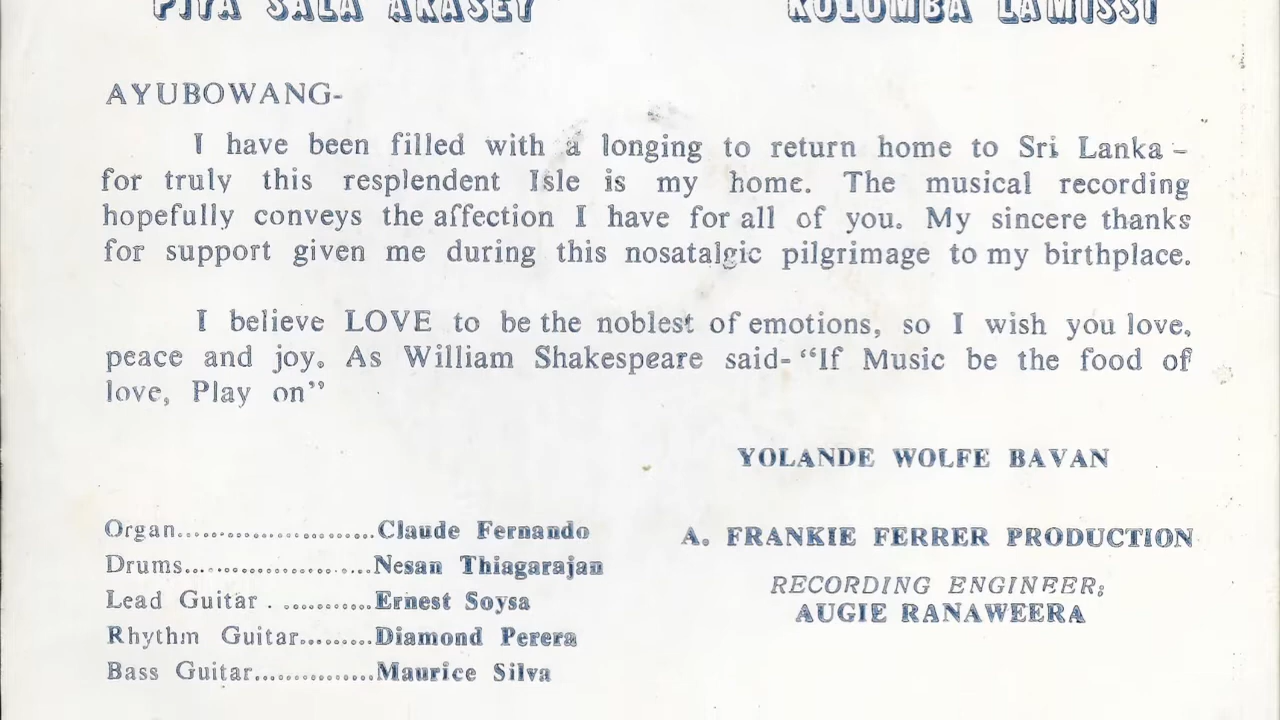 PIYA SALA AKASEY KOLOMBA LAMISSI
AYUBOWANG-
I have been filled with a longing to return home to Sri Lanka –
for truly this resplendent Isle is my home. The musical recording
hopefully conveys the affection I have for all of you. My sincere thanks
for support given me during this nosatalgic pilgrimage to my birthplace.
I believe LOVE to be the noblest of emotions, so I wish you love,
peace and joy. As William Shakespeare said- “If Music be the food of
love, Play on”
YOLANDE WOLFE BAVAN
Organ........................Claude Fernando
Drums.......................Nesan Thiagarajan
Lead Guitar . ...........Ernest Soysa
Rhythm Guitar.........Diamond Perera
Bass Guitar...............Maurice Silva
A. FRANKIE FERRER PRODUCTION
RECORDING ENGINEER:
AUGIE RANAWEERA